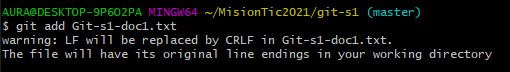 AURA@DESKTOP-9P6O2PA MINGW64 ~/MisionTic2021/git-s1 (master)
$ git add Git-s1-doc1.txt
warning: LF will be replaced by CRLF in Git-s1-doc1.txt.
The file will have its original line endings in your working directory